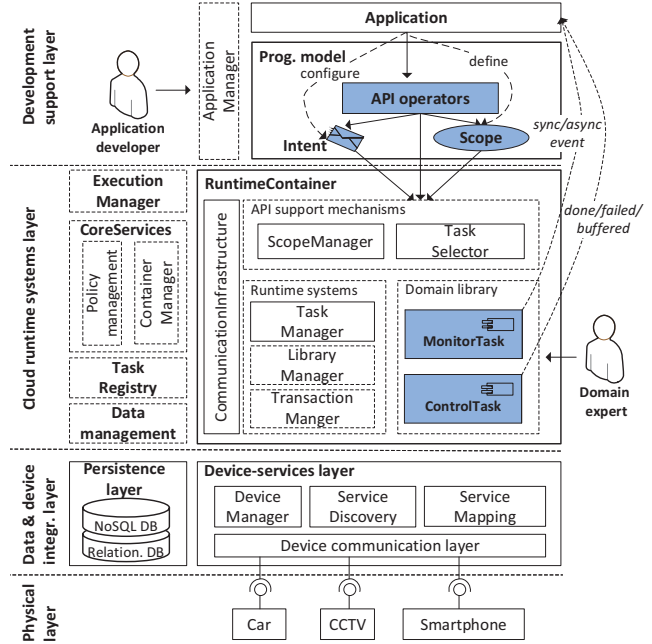 Development
support layer
Application
developer
Application
Manager
Application
Prog. model
configure
define
API operators
Intent
Scope
sync/async
event
done/failed/
buffered
Cloud runtime systems layer
Execution
Manager
CoreServices
Policy
management
Container
Manager
Task
Registry
Data
management
RuntimeContainer
CommunicationInfrastructure
API support mechanisms
ScopeManager
Task
Selector
Runtime systems
Task
Manager
Library
Manager
Transaction
Manger
Domain library
MonitorTask
ControlTask
Domain
expert
Data & device
integr. layer
Persistence
layer
NoSQL DB
Relation. DB
Device-services layer
Device
Manager
Service
Discovery
Service
Mapping
Device communication layer
Physical
layer
Car
CCTV
Smartphone